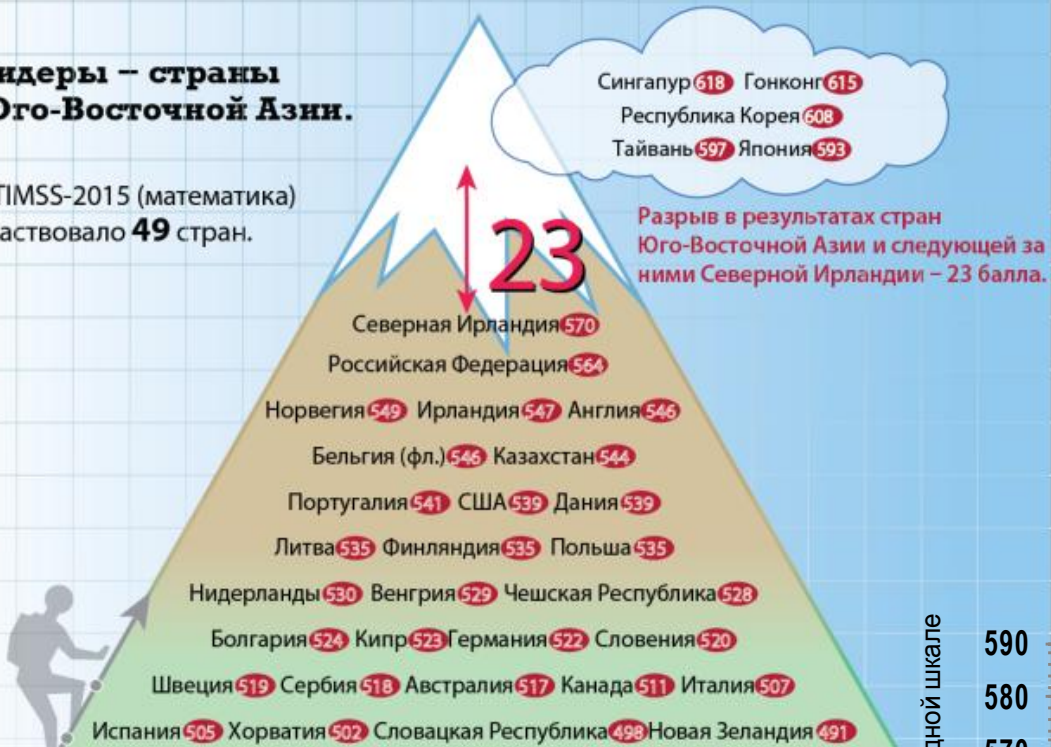 идеры – страны
Юго-Восточной Азии.
TIMSS-2015 (математика)
аствовало 49 стран.
Сингапур 618 Гонконг 615
Республика Корея 608
Тайвань 597 Япония 593
Разрыв в результатах стран
Юго-Восточной Азии и следующей за
ними Северной Ирландии – 23 балла.
23
Северная Ирландия 570
Российская Федерация 564
Норвегия 549 Ирландия 547 Англия 546
Бельгия (фл.) 546 Казахстан 544
Португалия 541 США 539 Дания 539
Литва 535 Финляндия 535 Польша 535
Нидерланды 530 Венгрия 529 Чешская Республика 528
Болгария 524 Кипр 523 Германия 522 Словения 520
Швеция 519 Сербия 518 Австралия 517 Канада 511 Италия 507
Испания 505 Хорватия 502 Словацкая Республика 498 Новая Зеландия 491
дной шкале
590
580
570